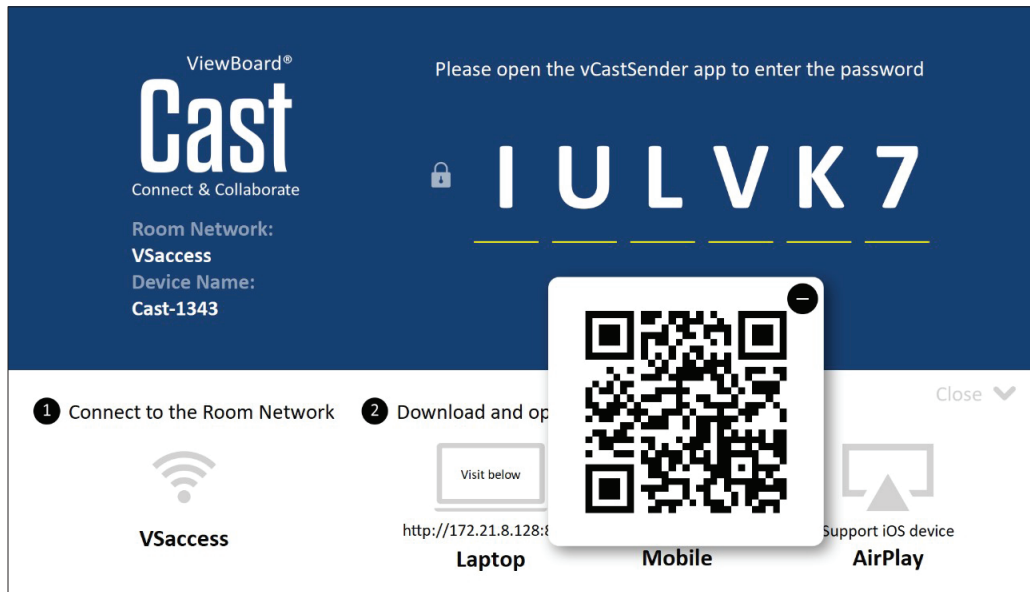 ViewBoard®
Cast
Connect & Collaborate
Room Network:
VSaccess
Device Name:
Cast-1343
Please open the vCastSender app to enter the password
I U L V K 7
1 Connect to the Room Network
VSaccess
2 Download and op
Visit below
http://172.21.8.128:8
Laptop
Mobile
Support iOS device
AirPlay
Close